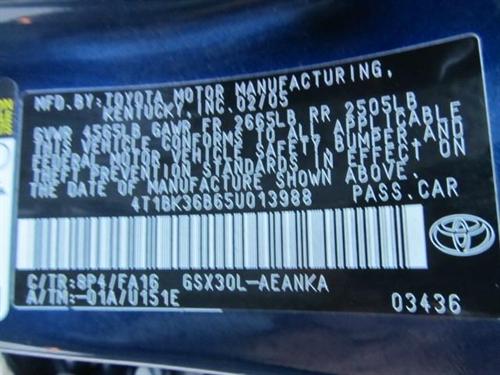 MFD.BY:TOYOTA MOTOR MANUFACTURING,
KENTUCKY, INC. 02/05
GVWR 4565LB GAWR FR 2665LB RR 2505LB
THIS VEHICLE CONFORMS TO ALL APPLICABLE
FEDERAL MOTOR VEHICLE SAFETY, BUMPER AND
THEFT PREVENTION STANDARDS IN EFFECT ON
THE DATE OF MANUFACTURE SHOWN ABOVE.
4T1BK36B65U013988 PASS.CAR
C/TR:8P4/FA16 GSX30L-AEANKA
A/TM:-01A/U151E
03436